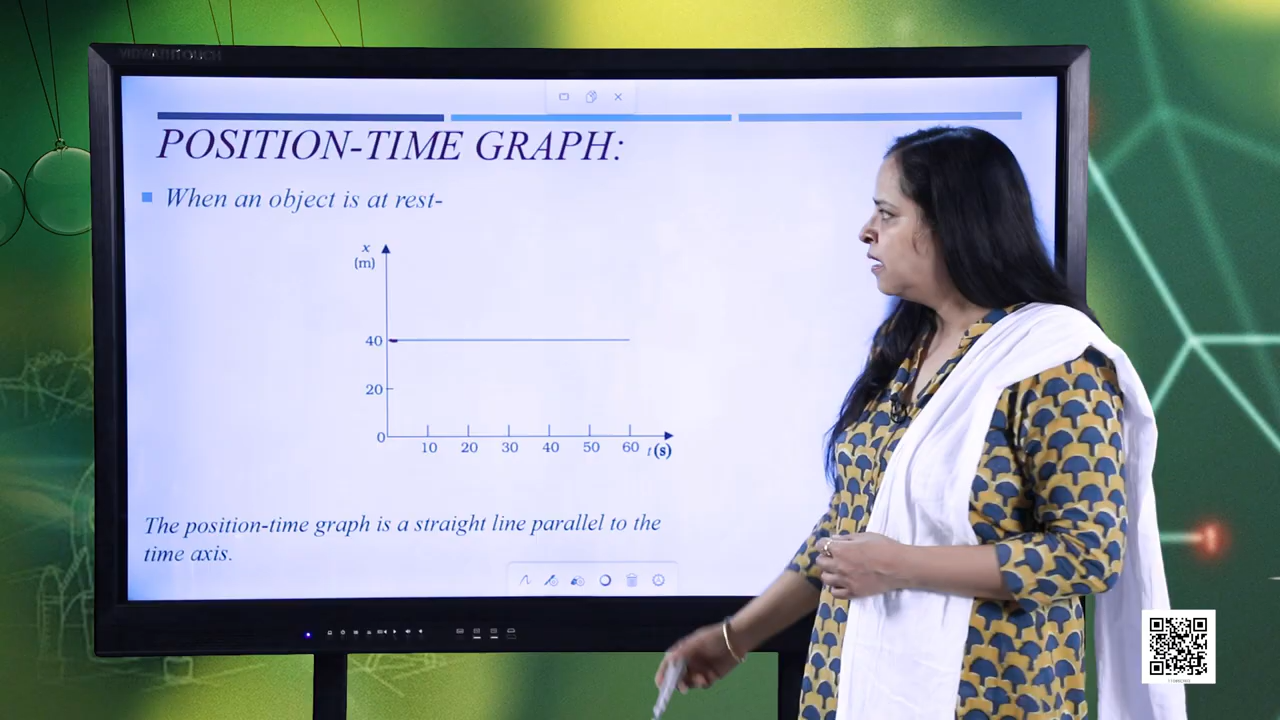 POSITION-TIME GRAPH:
When an object is at rest-
x
(m)
40
20
0
10 20 30 40 50 60 t (s)
The position-time graph is a straight line parallel to the
time axis.